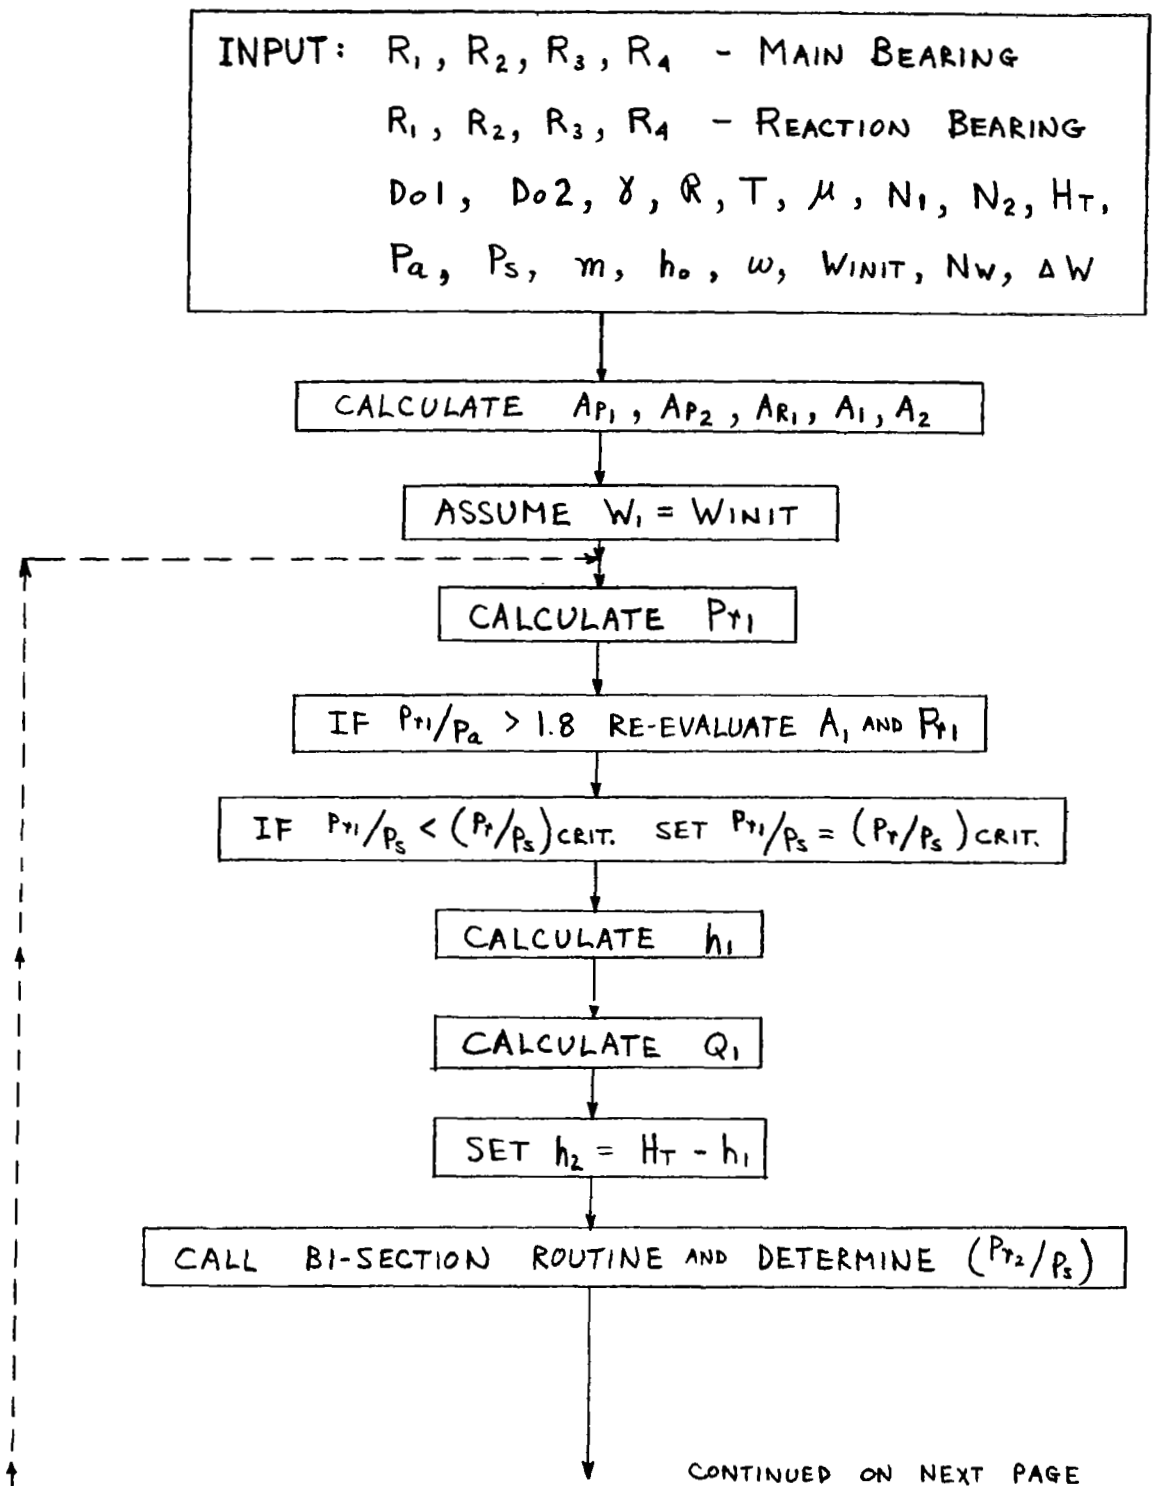 INPUT: R₁, R₂, R₃, R₄ - MAIN BEARING
R₁, R₂, R₃, R₄ - REACTION BEARING
Do1, Do2, γ, R, T, μ, N₁, N₂, H_T,
Pa, Ps, m, h₀, ω, WINIT, Nw, ΔW
CALCULATE Ap₁, Ap₂, AR₁, A₁, A₂
ASSUME W₁ = WINIT
CALCULATE Pr₁
IF Pr₁/Pa > 1.8 RE-EVALUATE A₁ AND Pr₁
IF Pr₁/Ps < (Pr/Ps)CRIT. SET Pr₁/Ps = (Pr/Ps)CRIT.
CALCULATE h₁
CALCULATE Q₁
SET h₂ = H_T - h₁
CALL BI-SECTION ROUTINE AND DETERMINE (Pr₂/Ps)
CONTINUED ON NEXT PAGE